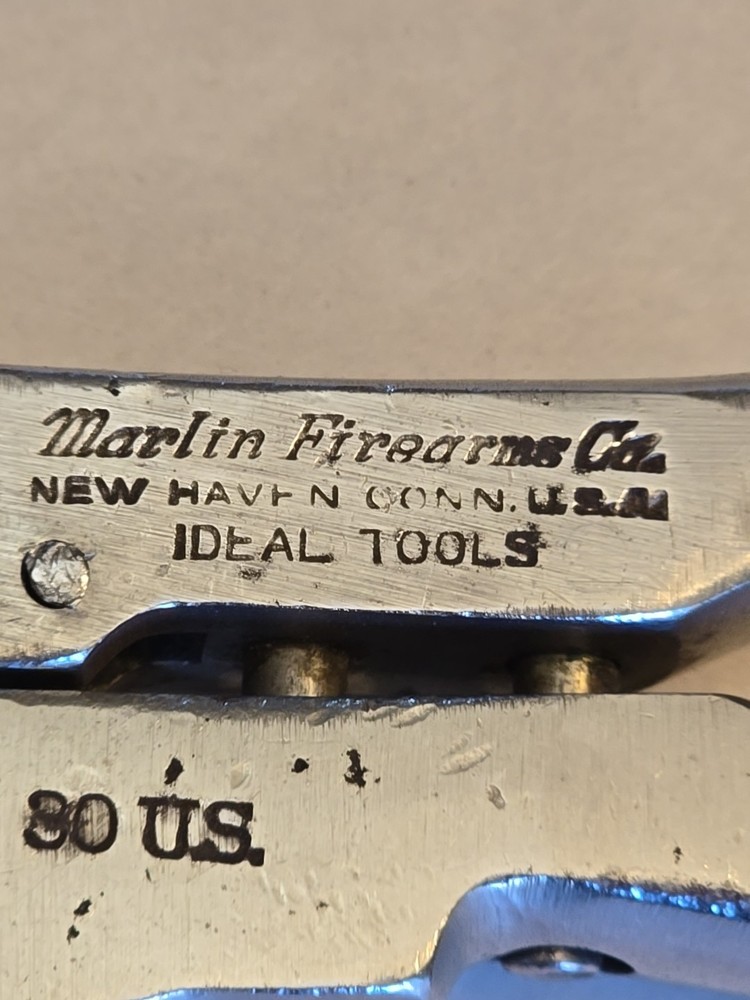 Marlin Firearms Co.
NEW HAVEN CONN. U.S.A.
IDEAL TOOLS
30 U.S.